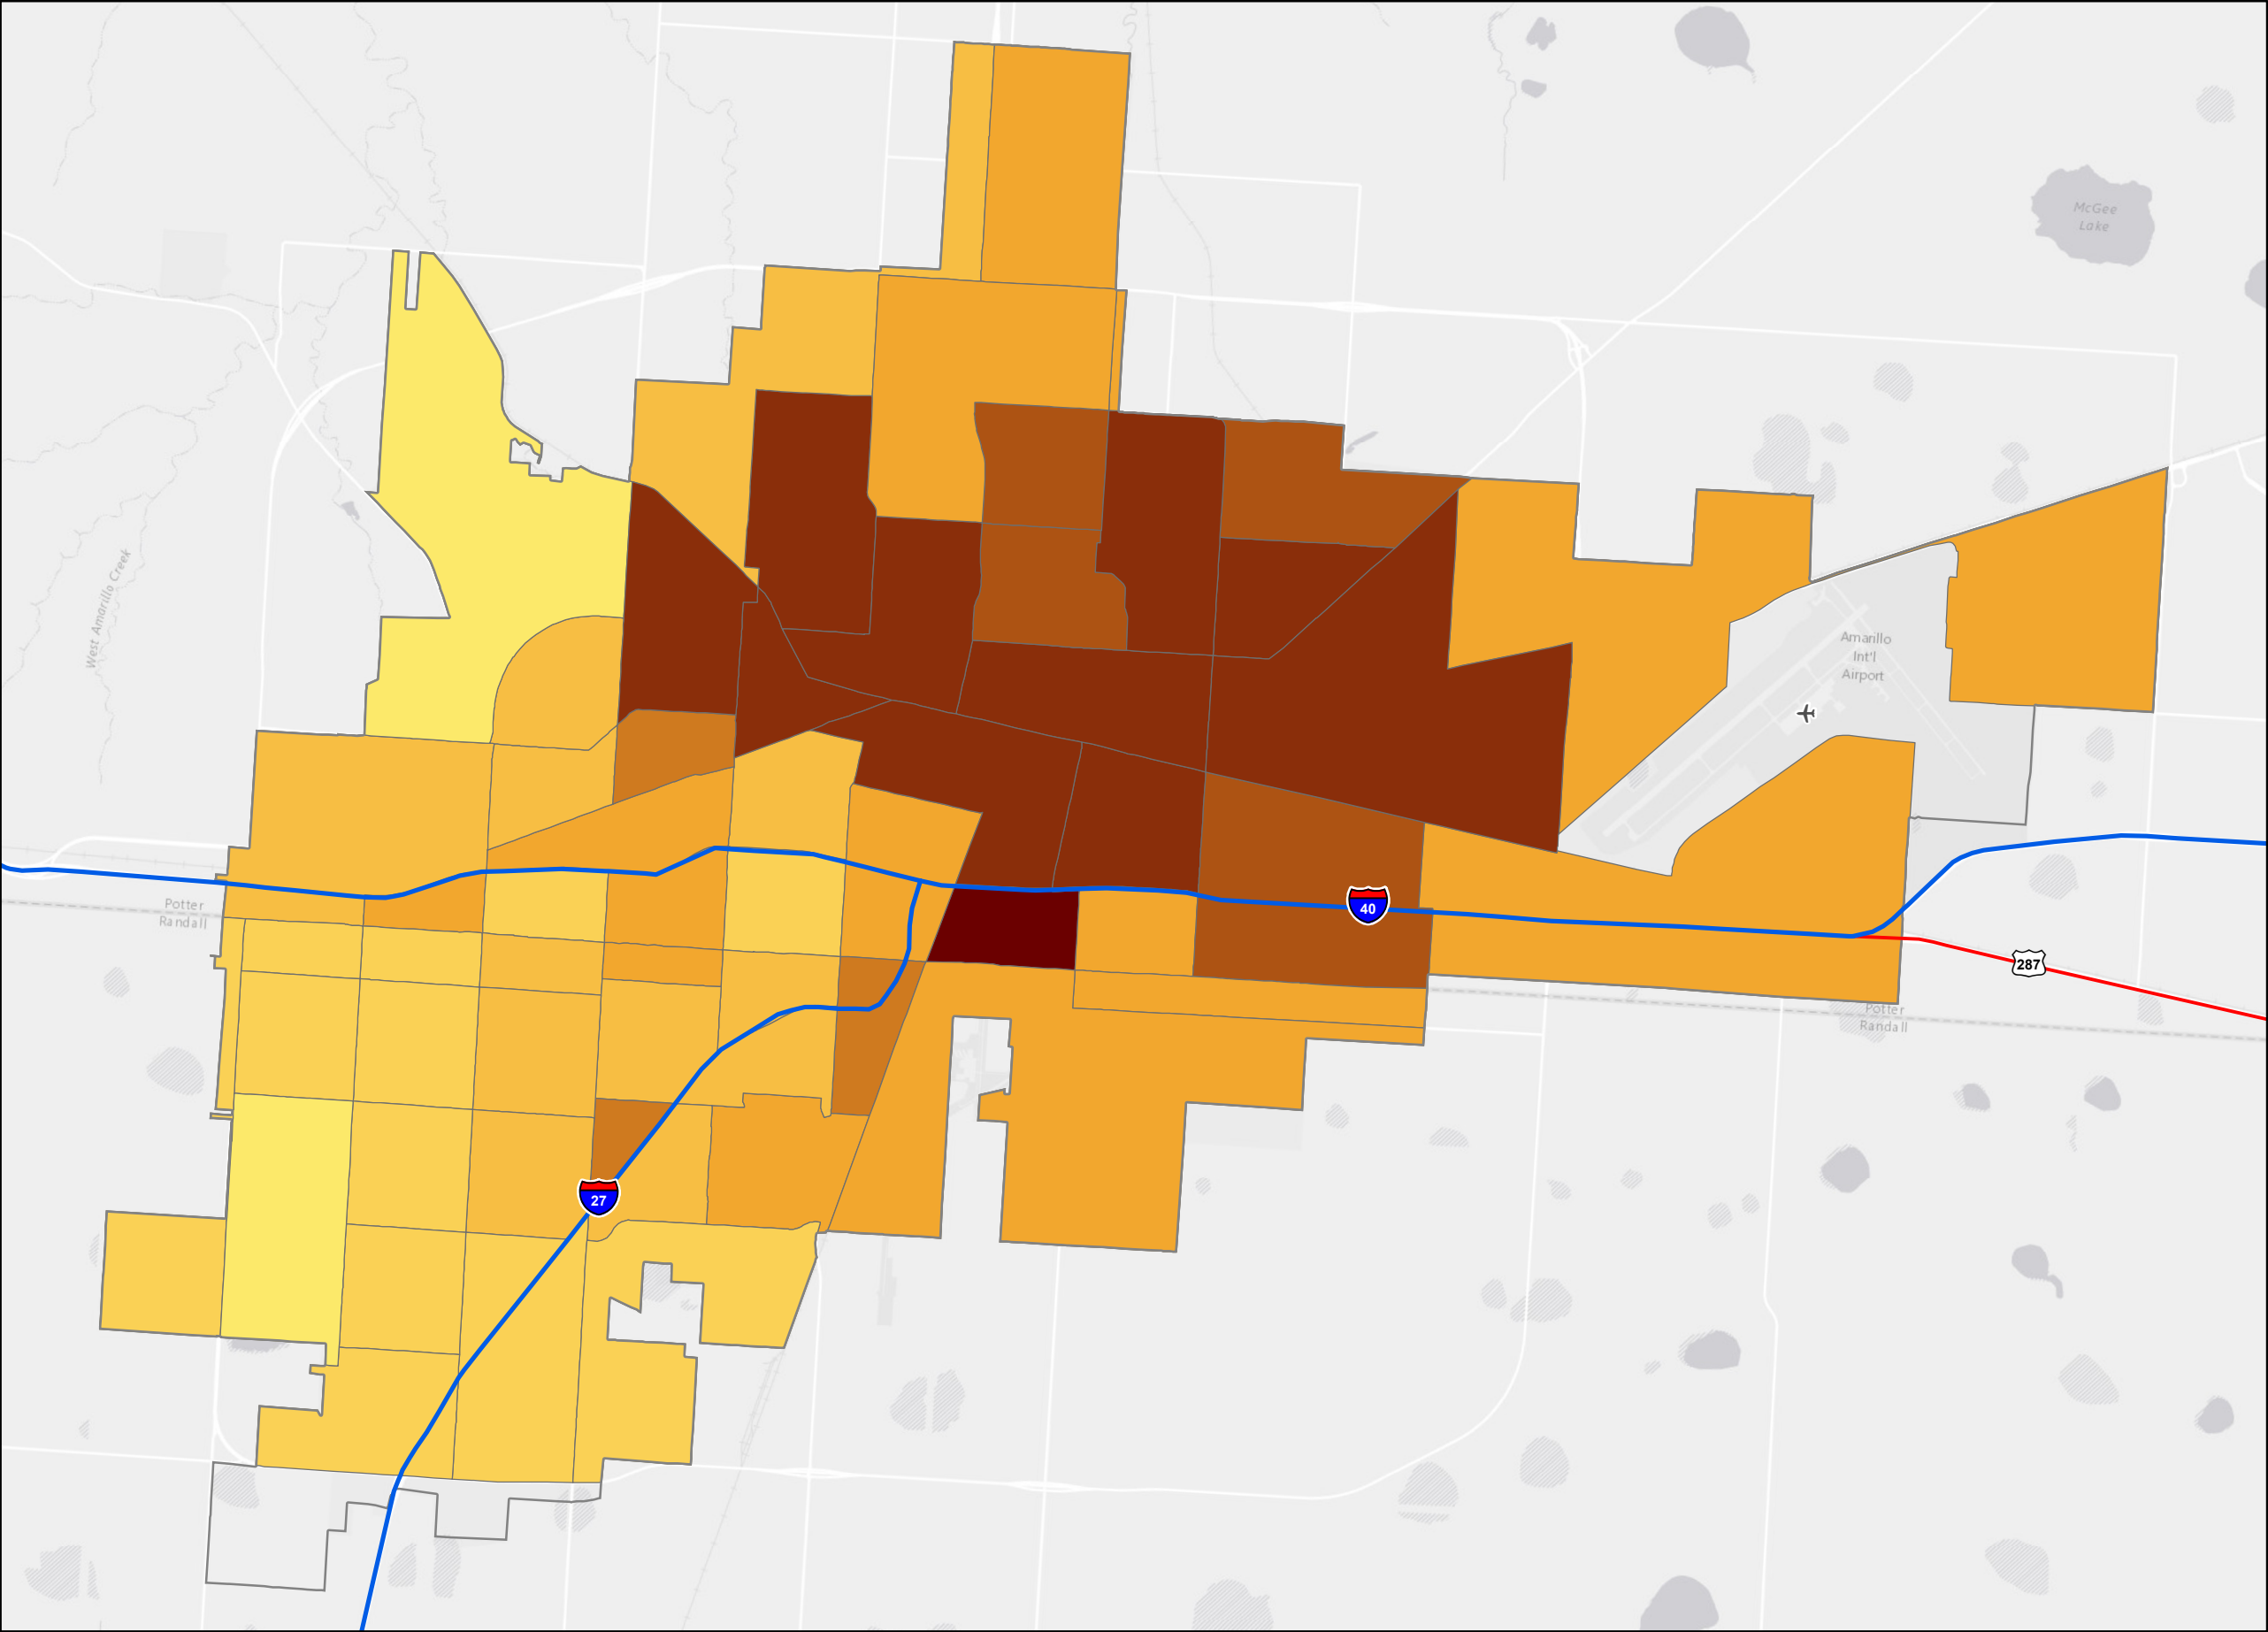 McGee
Lake
West Amarillo Creek
Amarillo
Int'l
Airport
Potter
Randall
40
287
Potter
Randall
27